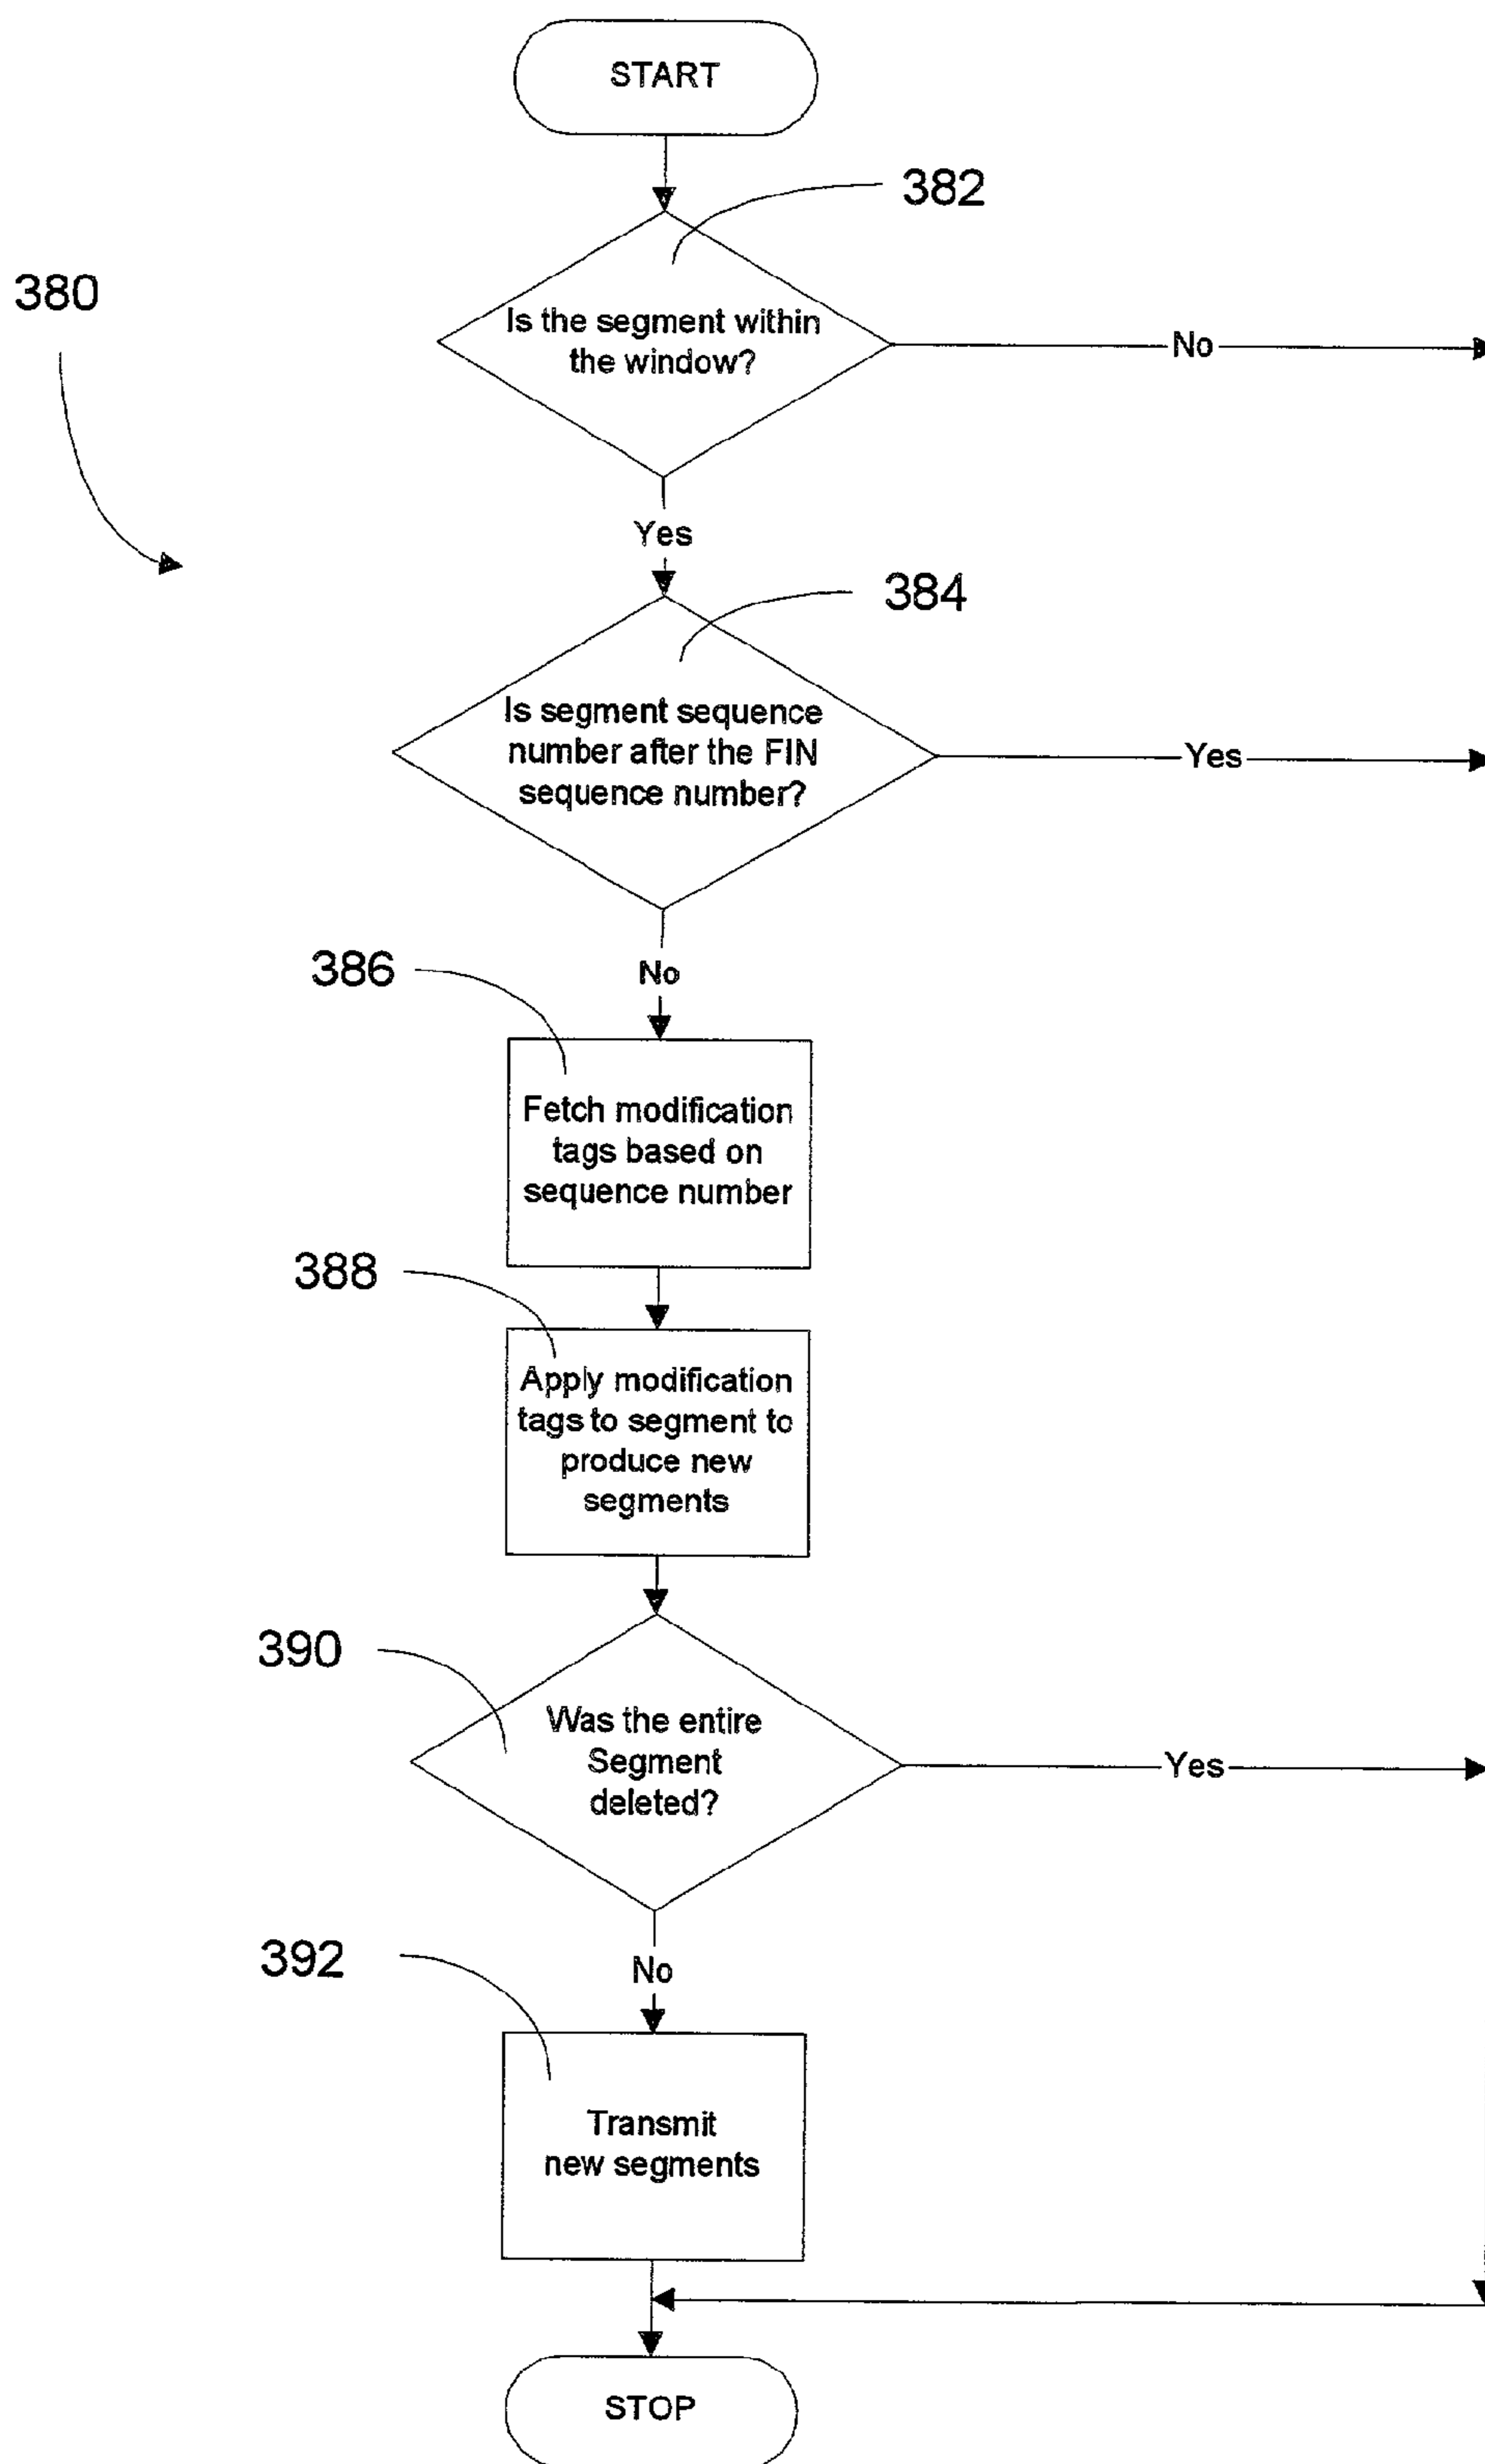 START
382
380
Is the segment within
the window?
No
Yes
384
Is segment sequence
number after the FIN
sequence number?
Yes
No
386
Fetch modification
tags based on
sequence number
388
Apply modification
tags to segment to
produce new
segments
390
Was the entire
Segment
deleted?
Yes
No
392
Transmit
new segments
STOP